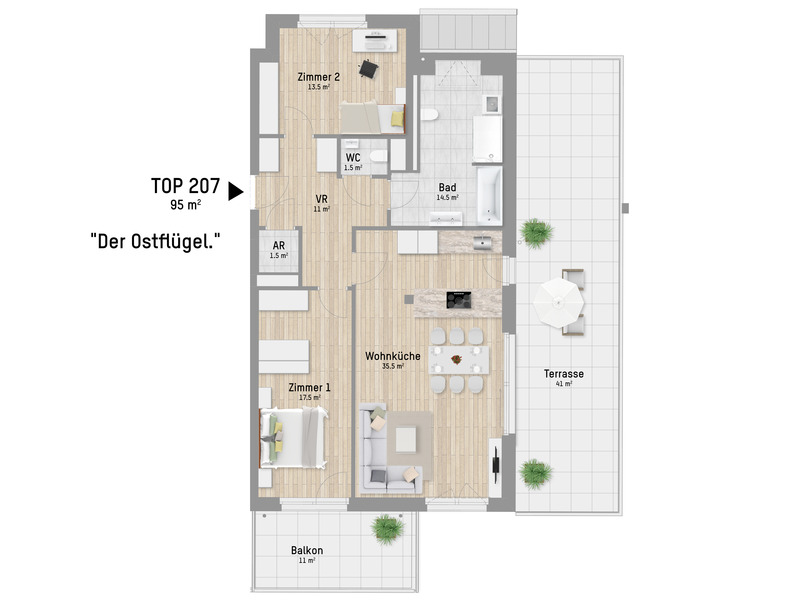 Zimmer 2
13.5 m²
WC
1.5 m²
TOP 207
95 m²
"Der Ostflügel."
VR
11 m²
Bad
14.5 m²
AR
1.5 m²
Wohnküche
35.5 m²
Terrasse
41 m²
Zimmer 1
17.5 m²
Balkon
11 m²